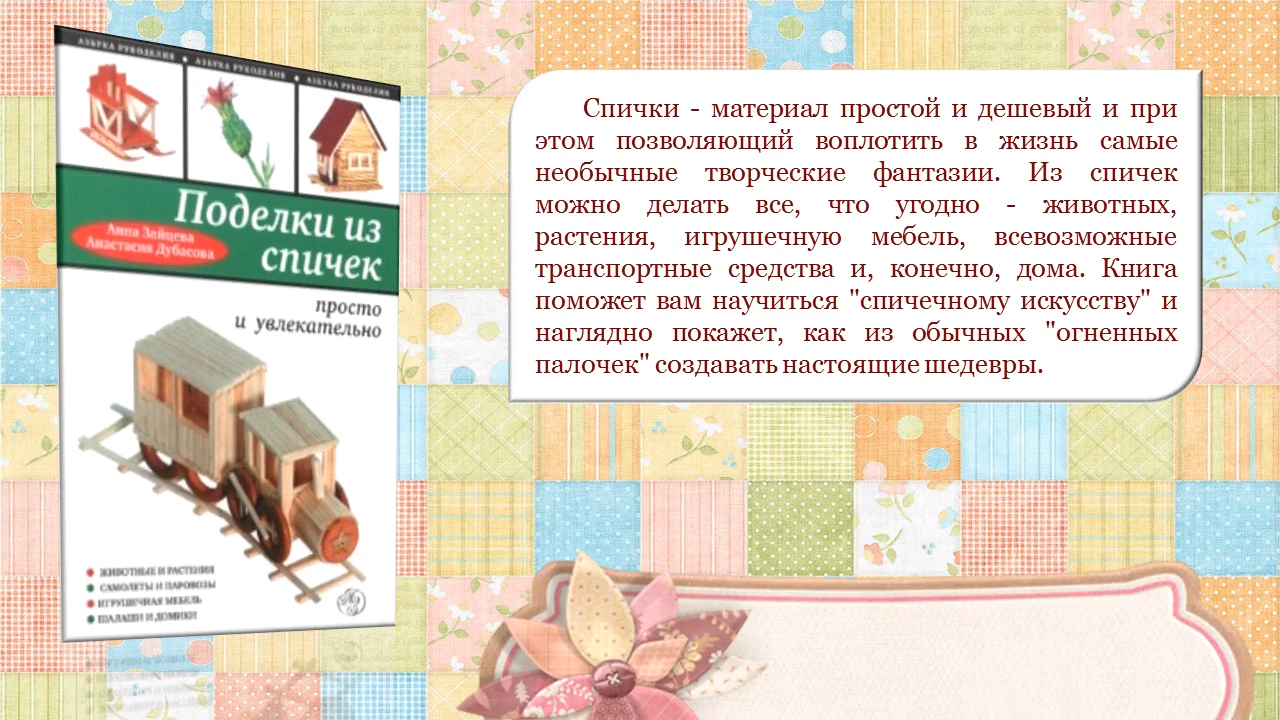 АЗБУКА РУКОДЕЛИЯ ◆ АЗБУКА РУКОДЕЛИЯ ◆ АЗБУКА РУКОДЕЛИЯ
Поделки из
спичек
Анна Зайцева
Анастасия Дубасова
просто
и увлекательно
ЖИВОТНЫЕ И РАСТЕНИЯ
САМОЛЕТЫ И ПАРОВОЗЫ
ИГРУШЕЧНАЯ МЕБЕЛЬ
ШАЛАШИ И ДОМИКИ
Спички - материал простой и дешевый и при
этом позволяющий воплотить в жизнь самые
необычные творческие фантазии. Из спичек
можно делать все, что угодно - животных,
растения, игрушечную мебель, всевозможные
транспортные средства и, конечно, дома. Книга
поможет вам научиться "спичечному искусству" и
наглядно покажет, как из обычных "огненных
палочек" создавать настоящие шедевры.